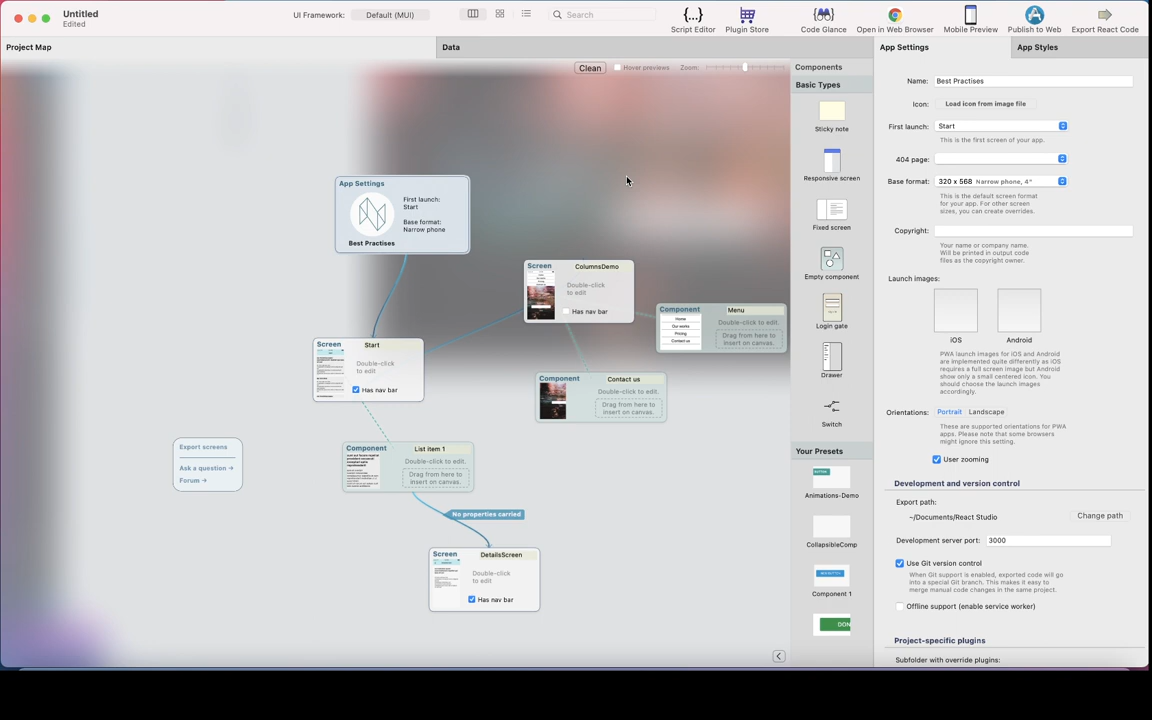 Untitled
Edited
UI Framework:
Default (MUI)
Search
Script Editor
Plugin Store
Code Glance
Open in Web Browser
Mobile Preview
Publish to Web
Export React Code
Project Map
Data
App Settings
App Styles
Clean
Hover previews
Zoom:
Components
Basic Types
Sticky note
Responsive screen
Fixed screen
Empty component
Login gate
Drawer
Switch
Your Presets
Animations-Demo
CollapsibleComp
Component 1
DON
App Settings
First launch:
Start
Base format:
Narrow phone
Best Practises
Screen
ColumnsDemo
Double-click
to edit
Has nav bar
Component
Menu
Home
Our works
Pricing
Contact us
Double-click to edit.
Drag from here to
insert on canvas.
Screen
Start
Double-click
to edit
Has nav bar
Component
Contact us
Double-click to edit.
Drag from here to
insert on canvas.
Export screens
Ask a question →
Forum →
Component
List item 1
Double-click to edit.
Drag from here to
insert on canvas.
No properties carried
Screen
DetailsScreen
Double-click
to edit
Has nav bar
Name:
Best Practises
Icon:
Load icon from image file
First launch:
Start
This is the first screen of your app.
404 page:
Base format:
320 x 568 Narrow phone, 4"
This is the default screen format
for your app. For other screen
sizes, you can create overrides.
Copyright:
Your name or company name.
Will be printed in output code
files as the copyright owner.
Launch images:
iOS
Android
PWA launch images for iOS and Android
are implemented quite differently as iOS
requires a full screen image but Android
show only a small centered icon. You
should choose the launch images
accordingly.
Orientations:
Portrait
Landscape
These are supported orientations for PWA
apps. Please note that some browsers
might ignore this setting.
User zooming
Development and version control
Export path:
~/Documents/React Studio
Change path
Development server port:
3000
Use Git version control
When Git support is enabled, exported code will go
into a special Git branch. This makes it easy to
merge manual code changes in the same project.
Offline support (enable service worker)
Project-specific plugins
Subfolder with override plugins: